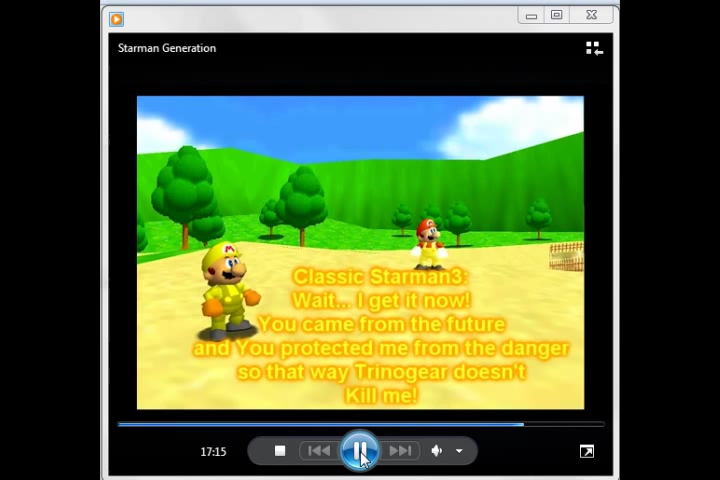 Starman Generation
Classic Starman3:
Wait... I get it now!
You came from the future
and You protected me from the danger
so that way Trinogear doesn't
Kill me!
17:15